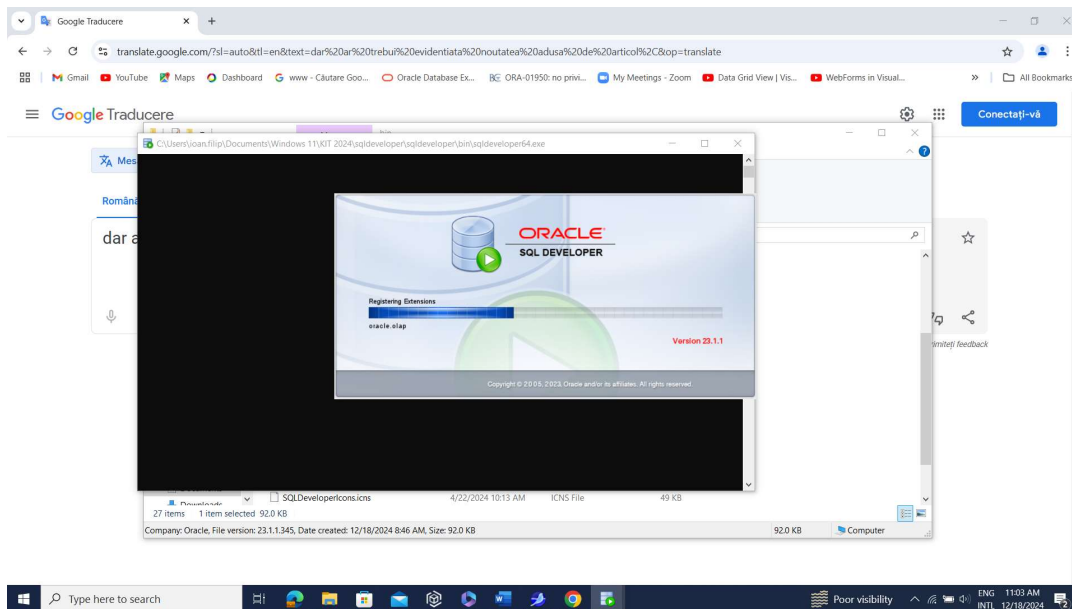 Google Traducere
translate.google.com/?sl=auto&tl=en&text=dar%20ar%20trebui%20evidentiata%20noutatea%20adusa%20de%20articol%2C&op=translate
Gmail YouTube Maps Dashboard www - Căutare Goo... Oracle Database Ex... ORA-01950: no privi... My Meetings - Zoom Data Grid View | Vis... WebForms in Visual... » All Bookmarks
Google Traducere
Conectați-vă
C:\Users\ioan.filip\Documents\Windows 11\KIT 2024\sqldeveloper\sqldeveloper\bin\sqldeveloper64.exe
Mes
Română
dar a
ORACLE
SQL DEVELOPER
Registering Extensions
oracle.olap
Version 23.1.1
Copyright © 2005, 2023, Oracle and/or its affiliates. All rights reserved.
feedback
Downloads
SQLDeveloperIcons.icns 4/22/2024 10:13 AM ICNS File 49 KB
27 items 1 item selected 92.0 KB
Company: Oracle, File version: 23.1.1.345, Date created: 12/18/2024 8:46 AM, Size: 92.0 KB 92.0 KB Computer
Type here to search
Poor visibility
ENG 11:03 AM
INTL 12/18/2024